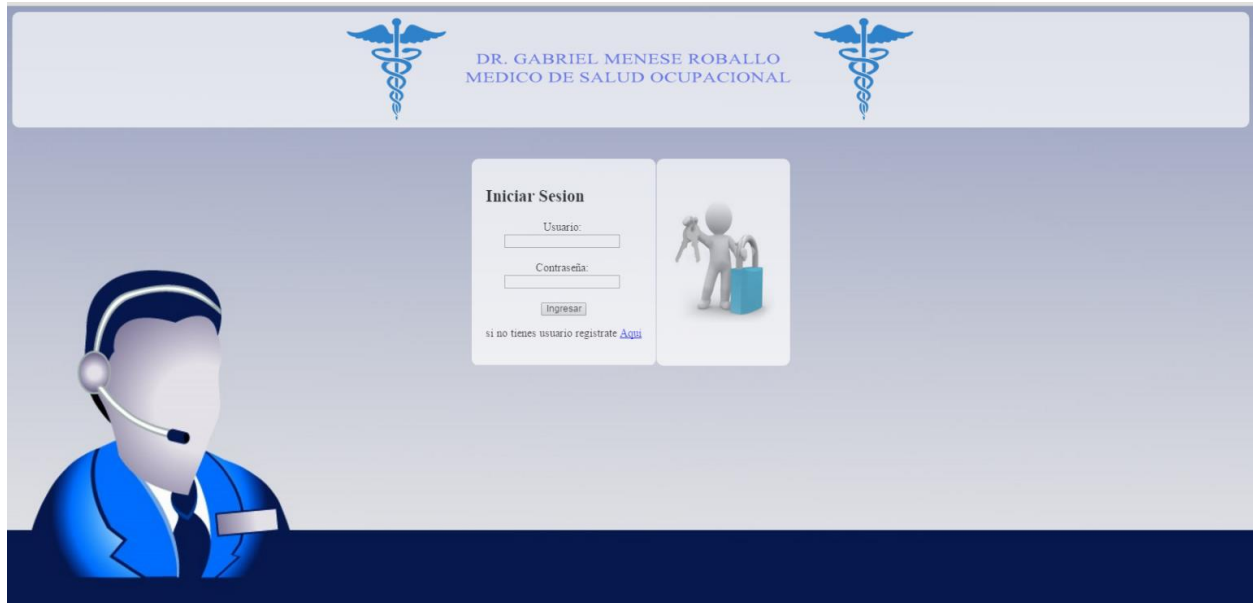 DR. GABRIEL MENESE ROBALLO
MEDICO DE SALUD OCUPACIONAL
Iniciar Sesion
Usuario:
Contraseña:
Ingresar
si no tienes usuario registrate Aqui